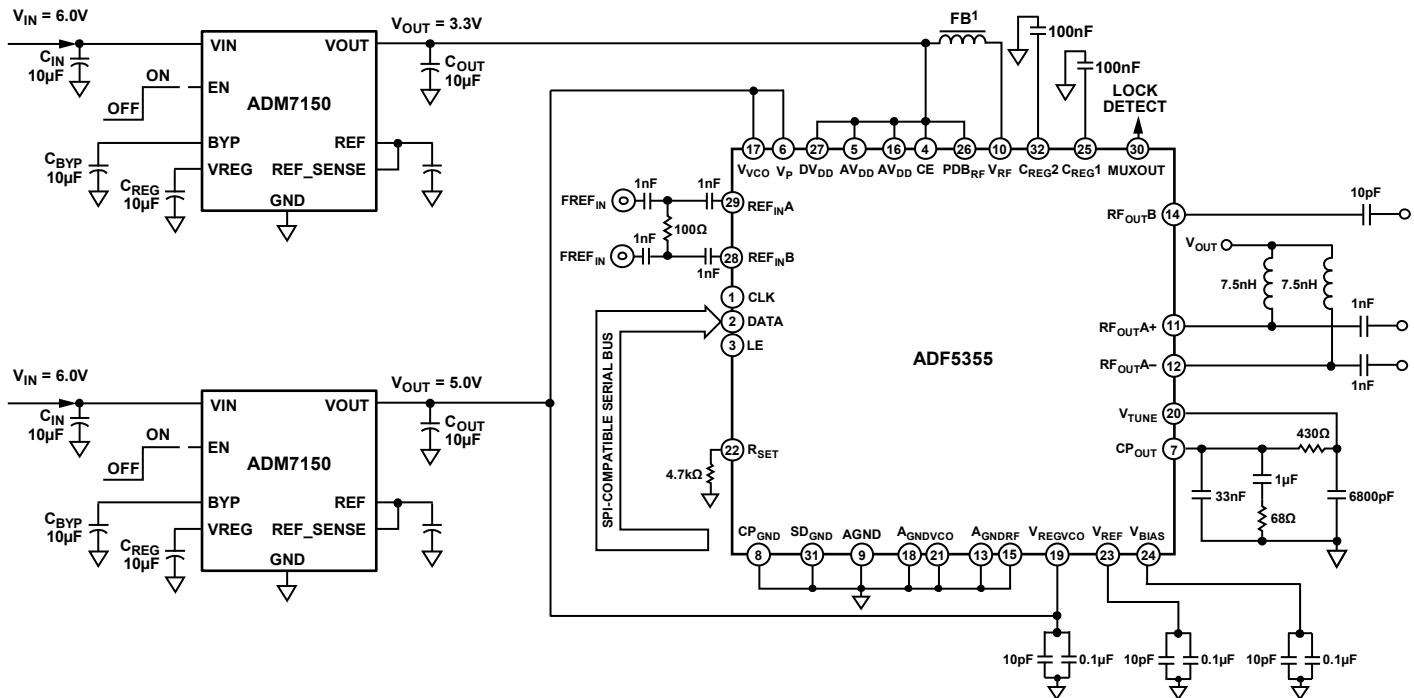 VIN = 6.0V
CIN
10µF
ON
OFF
CBYP
10µF
CREG
10µF
VIN
EN
BYP
VREG
GND
ADM7150
VOUT
REF
REF_SENSE
VOUT = 3.3V
COUT
10µF
VIN = 6.0V
CIN
10µF
ON
OFF
CBYP
10µF
CREG
10µF
VIN
EN
BYP
VREG
GND
ADM7150
VOUT
REF
REF_SENSE
VOUT = 5.0V
COUT
10µF
FB1
100nF
100nF
LOCK
DETECT
17 6 27 5 16 4 26 10 32 25 30
VVCO VP DVDD AVDD AVDD CE PDBRF VRF CREG2 CREG1 MUXOUT
FREFIN
1nF
1nF
29
REFINA
100Ω
FREFIN
1nF
1nF
28
REFINB
1 CLK
2 DATA
3 LE
SPI-COMPATIBLE SERIAL BUS
22 RSET
4.7kΩ
ADF5355
RFOUTB 14
10pF
VOUT
7.5nH 7.5nH
1nF
RFOUTA+ 11
RFOUTA– 12
1nF
VTUNE 20
CPOUT 7
430Ω
33nF
1µF
68Ω
6800pF
CPGND SDGND AGND AGNDVCO AGNDRF VREGVCO VREF VBIAS
8 31 9 18 21 13 15 19 23 24
10pF 0.1µF 10pF 0.1µF 10pF 0.1µF